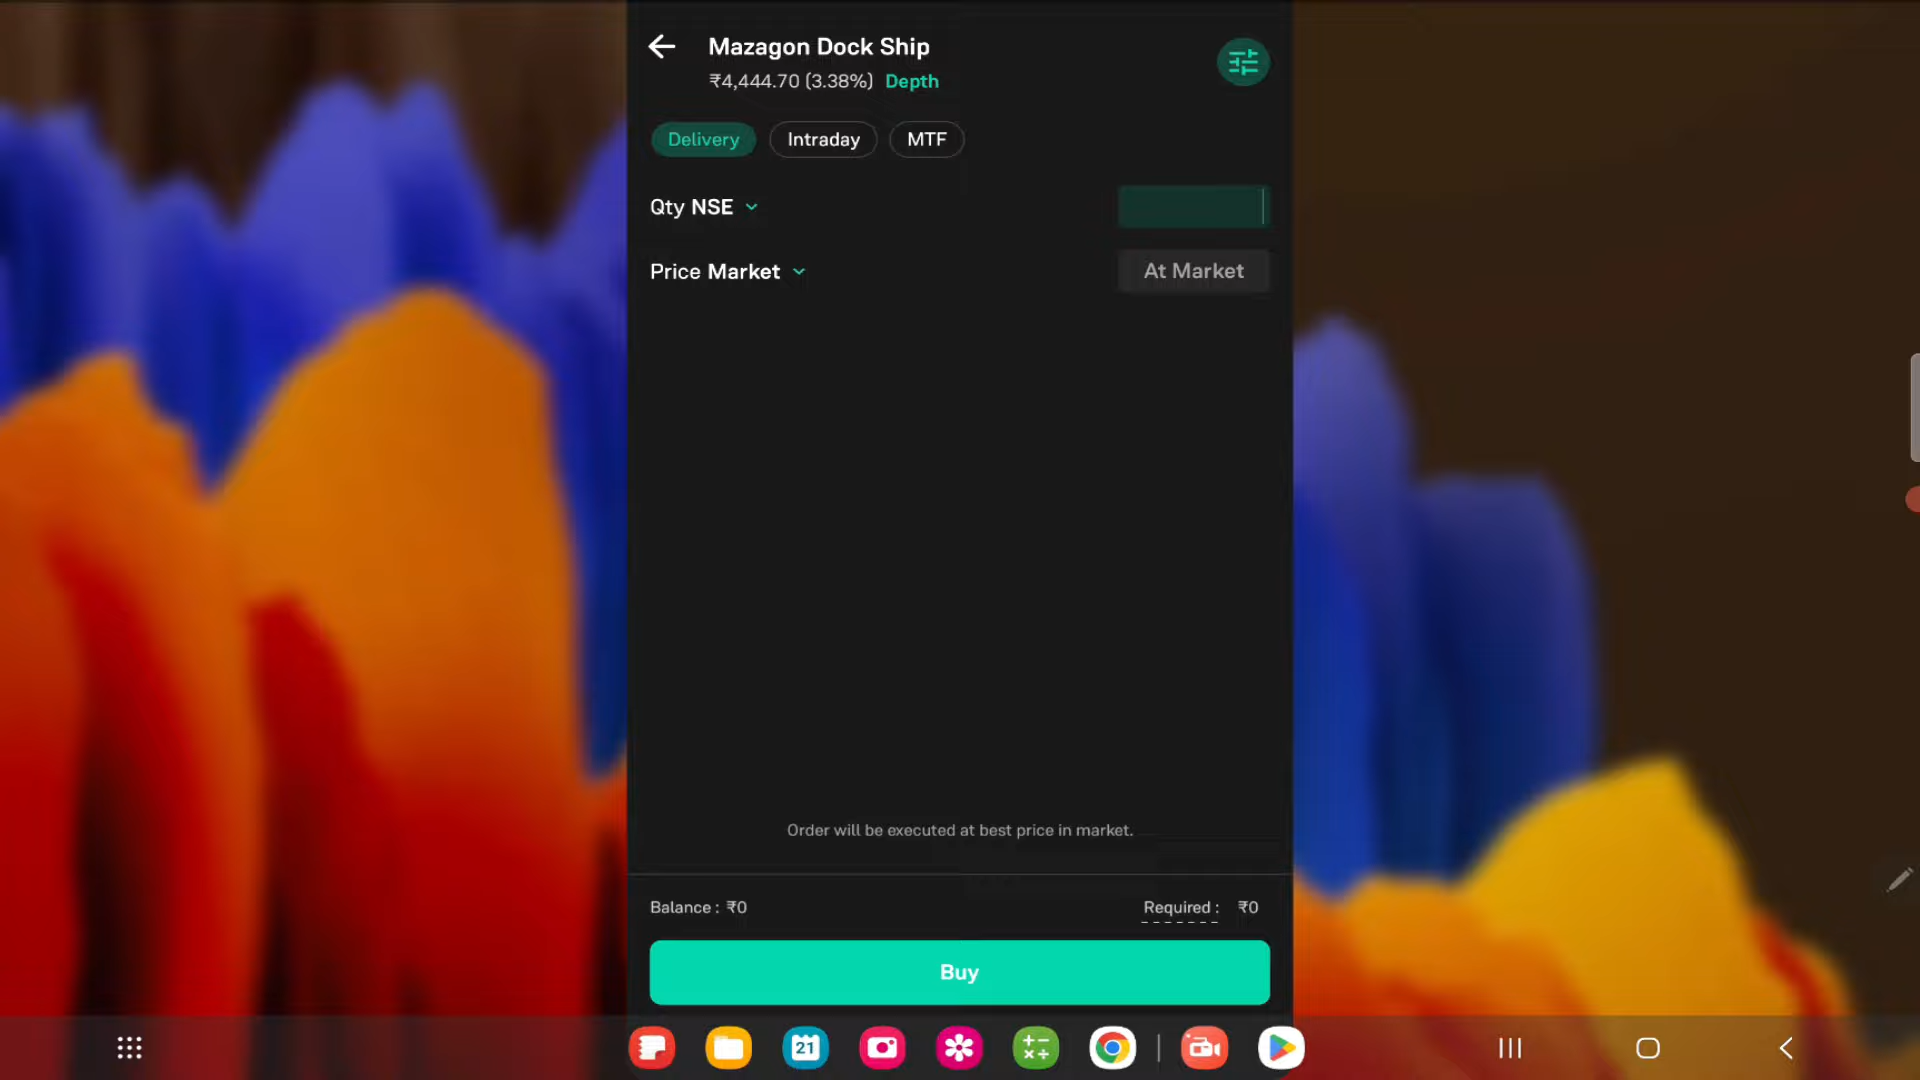 Mazagon Dock Ship
₹4,444.70 (3.38%) Depth
Delivery Intraday MTF
Qty NSE
Price Market At Market
Order will be executed at best price in market.
Balance : ₹0 Required : ₹0
Buy
21